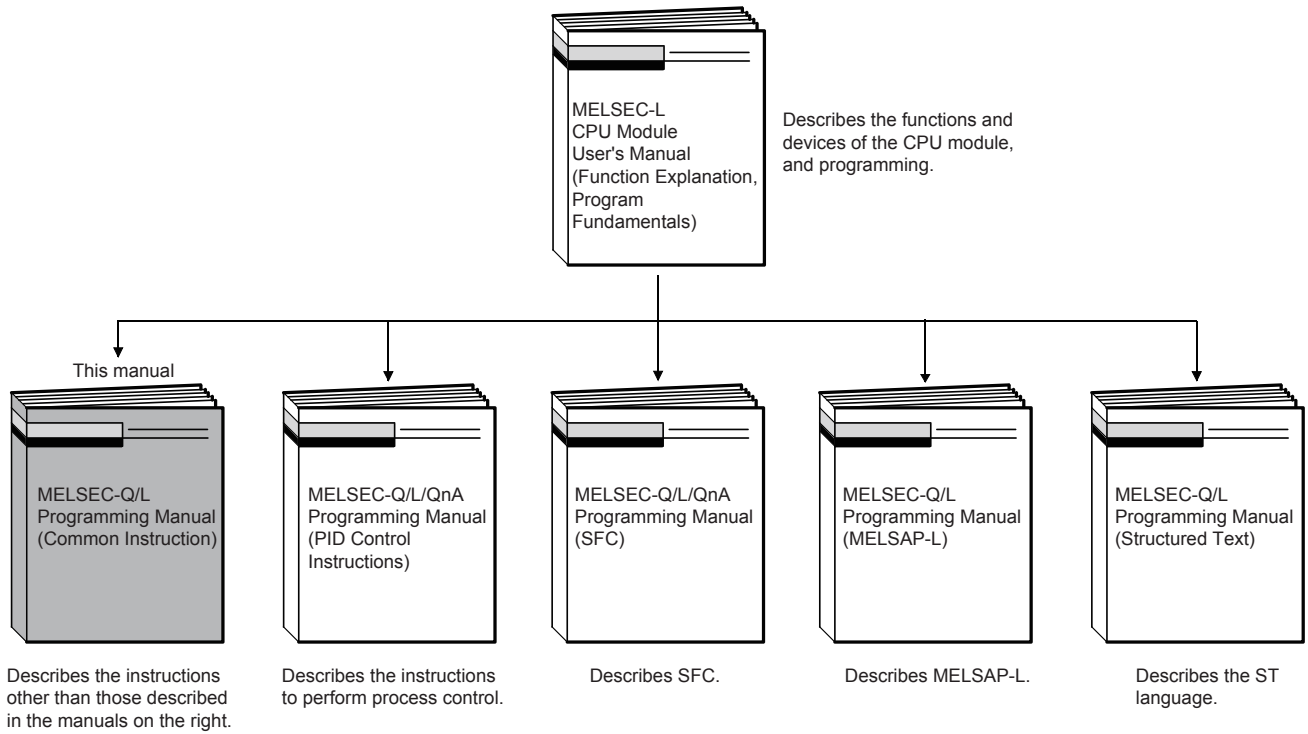 MELSEC-L
CPU Module
User's Manual
(Function Explanation,
Program
Fundamentals)
Describes the functions and
devices of the CPU module,
and programming.
This manual
MELSEC-Q/L
Programming Manual
(Common Instruction)
MELSEC-Q/L/QnA
Programming Manual
(PID Control
Instructions)
MELSEC-Q/L/QnA
Programming Manual
(SFC)
MELSEC-Q/L
Programming Manual
(MELSAP-L)
MELSEC-Q/L
Programming Manual
(Structured Text)
Describes the instructions
other than those described
in the manuals on the right.
Describes the instructions
to perform process control.
Describes SFC.
Describes MELSAP-L.
Describes the ST
language.